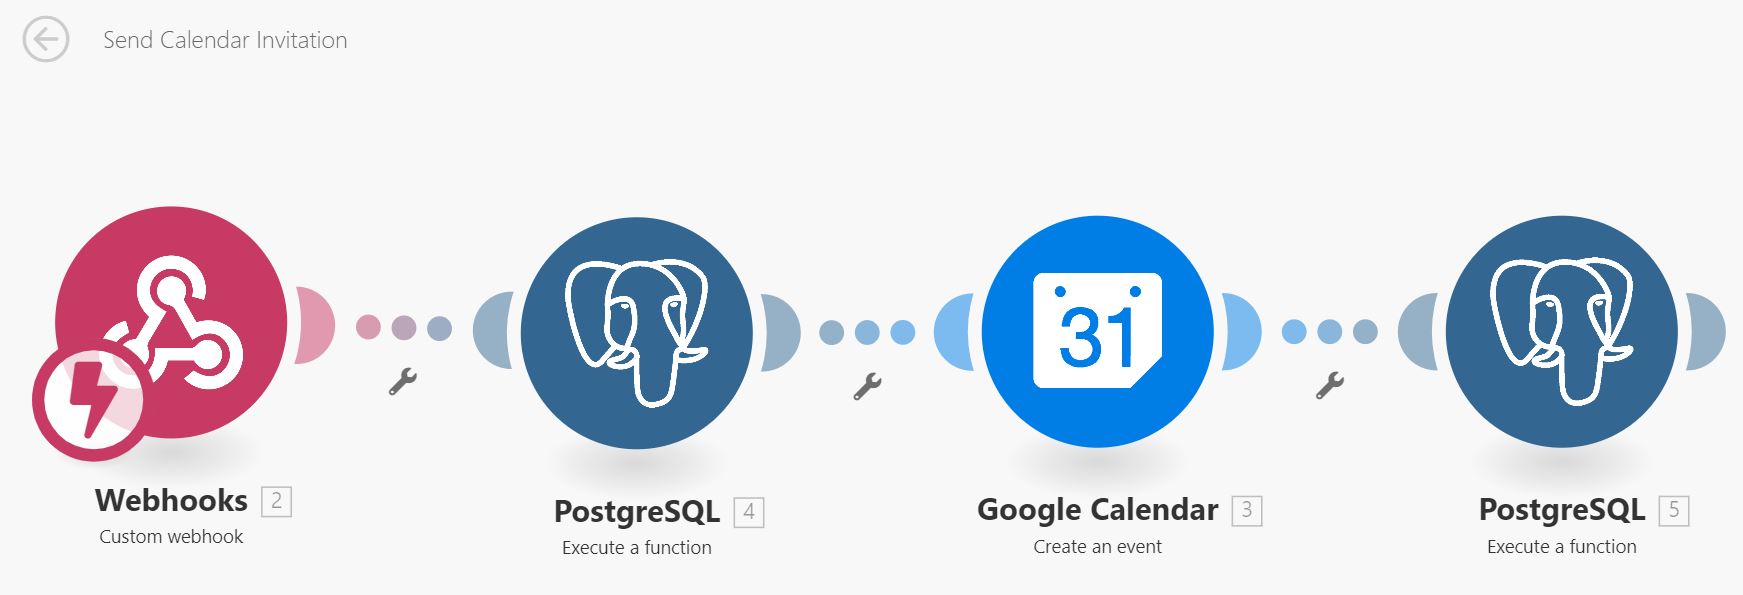 Send Calendar Invitation
31
31
Webhooks 2
Custom webhook
PostgreSQL 4
Execute a function
Google Calendar 3
Create an event
PostgreSQL 5
Execute a function